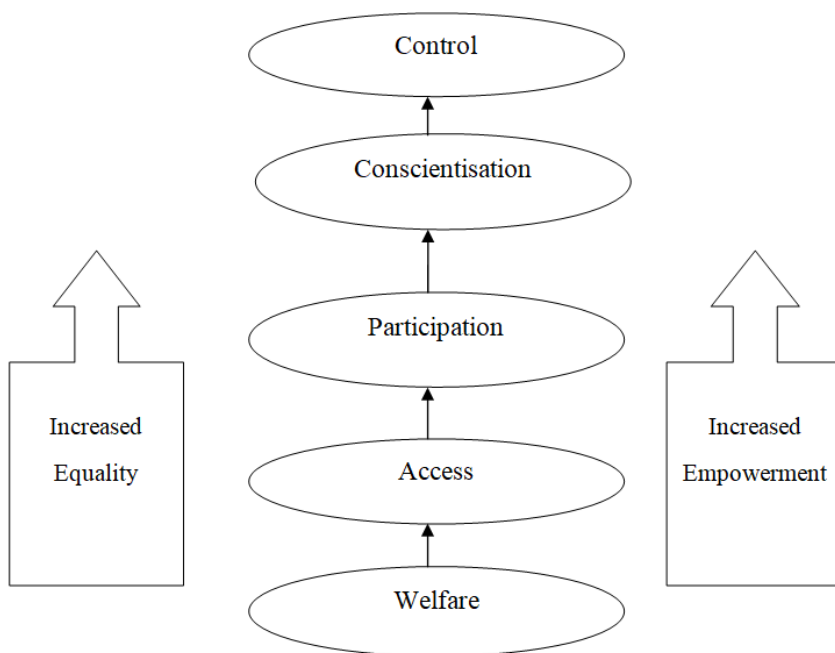 Control
Conscientisation
Participation
Increased
Equality
Access
Increased
Empowerment
Welfare